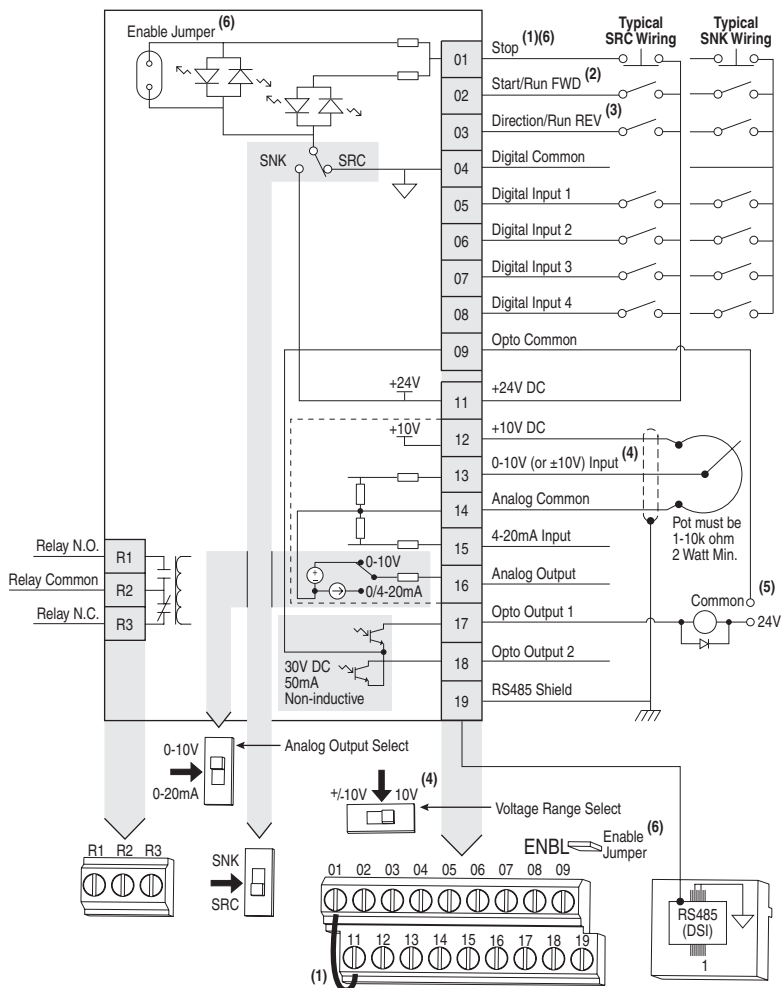 Enable Jumper (6)
Typical SRC Wiring
Typical SNK Wiring
01 Stop (1)(6)
02 Start/Run FWD (2)
03 Direction/Run REV (3)
SNK SRC
04 Digital Common
05 Digital Input 1
06 Digital Input 2
07 Digital Input 3
08 Digital Input 4
09 Opto Common
+24V
11 +24V DC
+10V
12 +10V DC
13 0-10V (or ±10V) Input (4)
14 Analog Common
Pot must be
1-10k ohm
2 Watt Min.
15 4-20mA Input
Relay N.O. R1
Relay Common R2
Relay N.C. R3
0-10V
0/4-20mA
16 Analog Output
Common (5)
24V
17 Opto Output 1
18 Opto Output 2
30V DC
50mA
Non-inductive
19 RS485 Shield
0-10V
0-20mA
Analog Output Select
+/-10V 10V (4)
Voltage Range Select
ENBL Enable Jumper (6)
R1 R2 R3
SNK
SRC
01 02 03 04 05 06 07 08 09
11 12 13 14 15 16 17 18 19
(1)
RS485
(DSI)
1